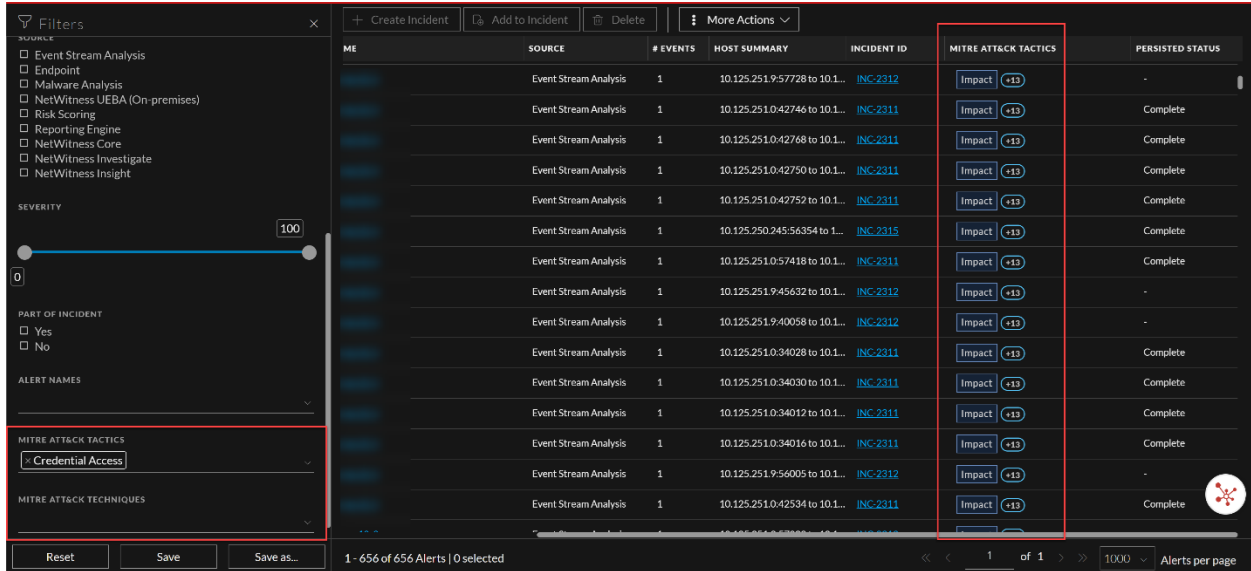 Filters ×
SOURCE
Event Stream Analysis
Endpoint
Malware Analysis
NetWitness UEBA (On-premises)
Risk Scoring
Reporting Engine
NetWitness Core
NetWitness Investigate
NetWitness Insight
SEVERITY
100
0
PART OF INCIDENT
Yes
No
ALERT NAMES
MITRE ATT&CK TACTICS
× Credential Access
MITRE ATT&CK TECHNIQUES
Reset Save Save as...
+ Create Incident Add to Incident Delete More Actions
ME SOURCE # EVENTS HOST SUMMARY INCIDENT ID MITRE ATT&CK TACTICS PERSISTED STATUS
Event Stream Analysis 1 10.125.251.9:57728 to 10.1... INC-2312 Impact +13 -
Event Stream Analysis 1 10.125.251.0:42746 to 10.1... INC-2311 Impact +13 Complete
Event Stream Analysis 1 10.125.251.0:42768 to 10.1... INC-2311 Impact +13 Complete
Event Stream Analysis 1 10.125.251.0:42750 to 10.1... INC-2311 Impact +13 Complete
Event Stream Analysis 1 10.125.251.0:42752 to 10.1... INC-2311 Impact +13 Complete
Event Stream Analysis 1 10.125.250.245:56354 to 1... INC-2315 Impact +13 Complete
Event Stream Analysis 1 10.125.251.0:57418 to 10.1... INC-2311 Impact +13 Complete
Event Stream Analysis 1 10.125.251.9:45632 to 10.1... INC-2312 Impact +13 -
Event Stream Analysis 1 10.125.251.9:40058 to 10.1... INC-2312 Impact +13 -
Event Stream Analysis 1 10.125.251.0:34028 to 10.1... INC-2311 Impact +13 Complete
Event Stream Analysis 1 10.125.251.0:34030 to 10.1... INC-2311 Impact +13 Complete
Event Stream Analysis 1 10.125.251.0:34012 to 10.1... INC-2311 Impact +13 Complete
Event Stream Analysis 1 10.125.251.0:34016 to 10.1... INC-2311 Impact +13 Complete
Event Stream Analysis 1 10.125.251.9:56005 to 10.1... INC-2312 Impact +13 -
Event Stream Analysis 1 10.125.251.0:42534 to 10.1... INC-2311 Impact +13 Complete
1 - 656 of 656 Alerts | 0 selected « < 1 of 1 > » 1000 Alerts per page